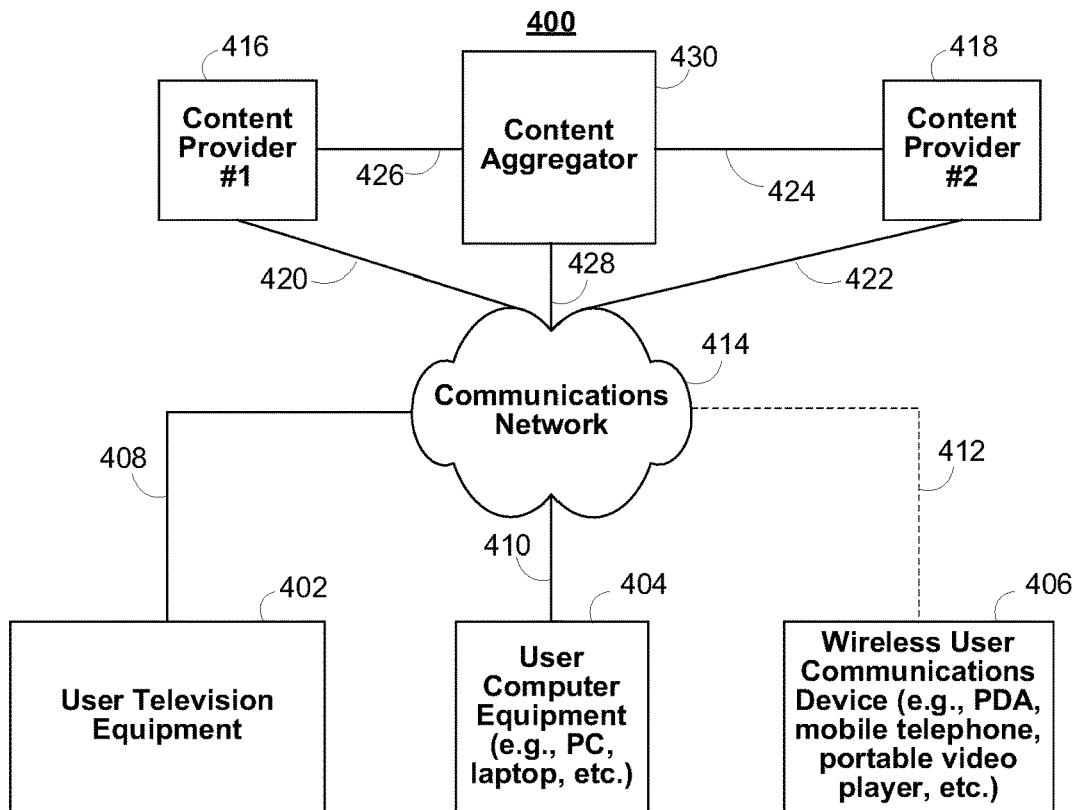 400
416
430
418
Content
Provider
#1
Content
Aggregator
Content
Provider
#2
426
424
420
428
422
414
Communications
Network
408
412
410
402
404
406
User Television
Equipment
User
Computer
Equipment
(e.g., PC,
laptop, etc.)
Wireless User
Communications
Device (e.g., PDA,
mobile telephone,
portable video
player, etc.)